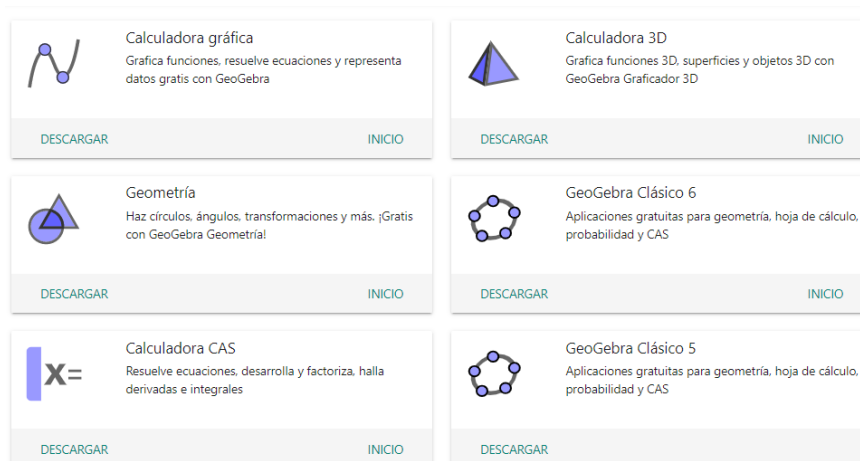 Calculadora gráfica
Grafica funciones, resuelve ecuaciones y representa
datos gratis con GeoGebra
DESCARGAR
INICIO
Calculadora 3D
Grafica funciones 3D, superficies y objetos 3D con
GeoGebra Graficador 3D
DESCARGAR
INICIO
Geometría
Haz círculos, ángulos, transformaciones y más. ¡Gratis
con GeoGebra Geometría!
DESCARGAR
INICIO
GeoGebra Clásico 6
Aplicaciones gratuitas para geometría, hoja de cálculo,
probabilidad y CAS
DESCARGAR
INICIO
X=
Calculadora CAS
Resuelve ecuaciones, desarrolla y factoriza, halla
derivadas e integrales
DESCARGAR
INICIO
GeoGebra Clásico 5
Aplicaciones gratuitas para geometría, hoja de cálculo,
probabilidad y CAS
DESCARGAR